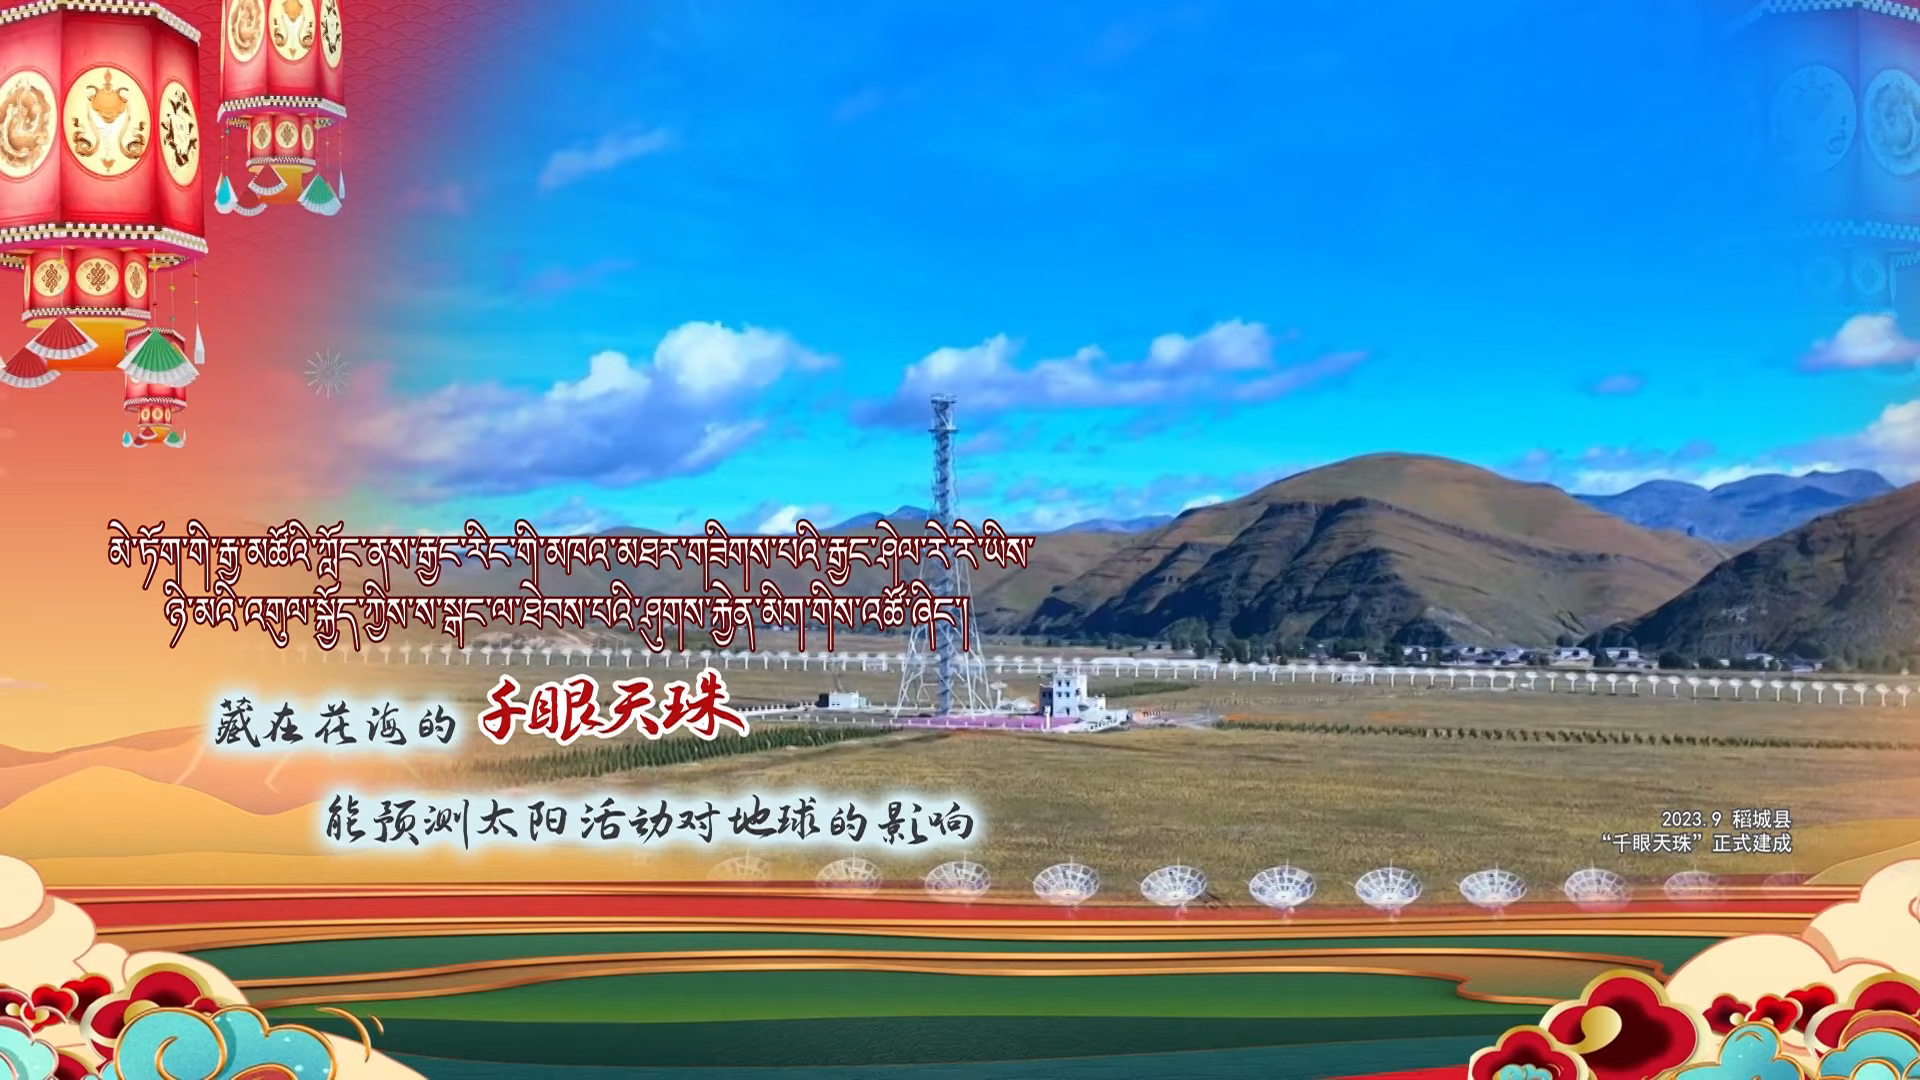 མེ་ཏོག་གི་རྒྱ་མཚོའི་ཀློང་ནས་རྒྱང་རིང་གི་མཁའ་མཐར་གཟིགས་པའི་རྒྱང་ཤེལ་རེ་རེ་ཡིས་
ཉི་མའི་འགུལ་སྐྱོད་ཀྱིས་ས་སྒང་ལ་ཐེབས་པའི་ཤུགས་རྐྱེན་མིག་གིས་འཚོ་ཞིང་།
藏在花海的 千眼天珠
能预测太阳活动对地球的影响
2023.9 稻城县
“千眼天珠”正式建成